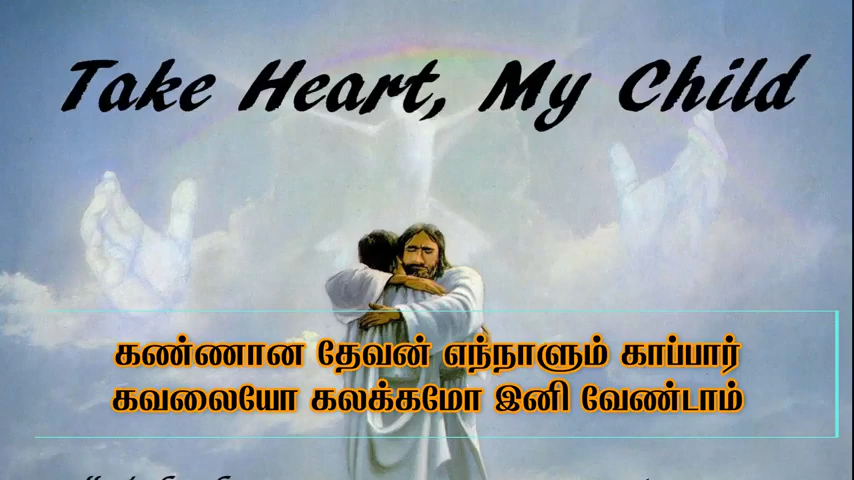 Take Heart, My Child
கண்ணான தேவன் எந்நாளும் காப்பார்
கவலையோ கலக்கமோ இனி வேண்டாம்